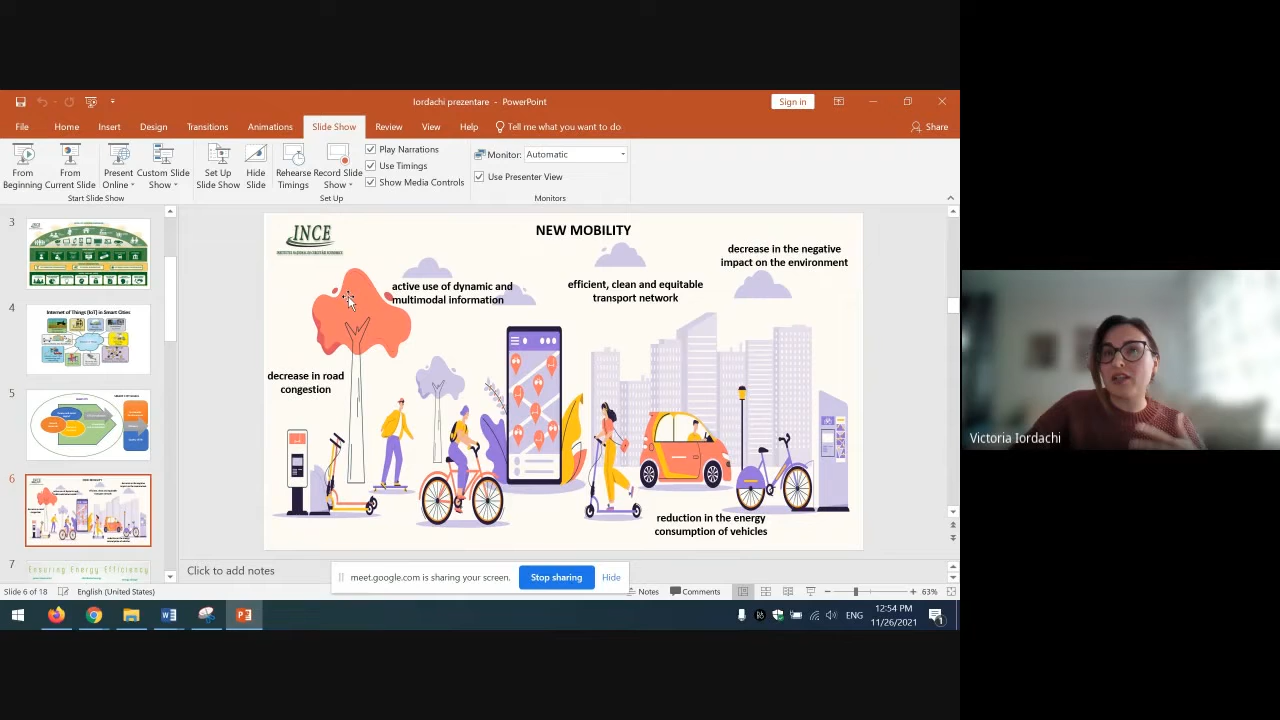 Iordachi prezentare - PowerPoint
Sign in
File Home Insert Design Transitions Animations Slide Show Review View Help Tell me what you want to do
Share
From Beginning
From Current Slide
Present Online
Custom Slide Show
Set Up Slide Show
Hide Slide
Rehearse Timings
Record Slide Show
Play Narrations
Use Timings
Show Media Controls
Monitor: Automatic
Use Presenter View
Start Slide Show
Set Up
Monitors
3
4
Internet of Things (IoT) in Smart Cities
5
6
7
Ensuring Energy Efficiency
INCE
NEW MOBILITY
decrease in the negative
impact on the environment
active use of dynamic and
multimodal information
efficient, clean and equitable
transport network
decrease in road
congestion
reduction in the energy
consumption of vehicles
Victoria Iordachi
Click to add notes
meet.google.com is sharing your screen.
Stop sharing
Hide
Slide 6 of 18
English (United States)
Notes
Comments
63%
ENG
12:54 PM
11/26/2021
1